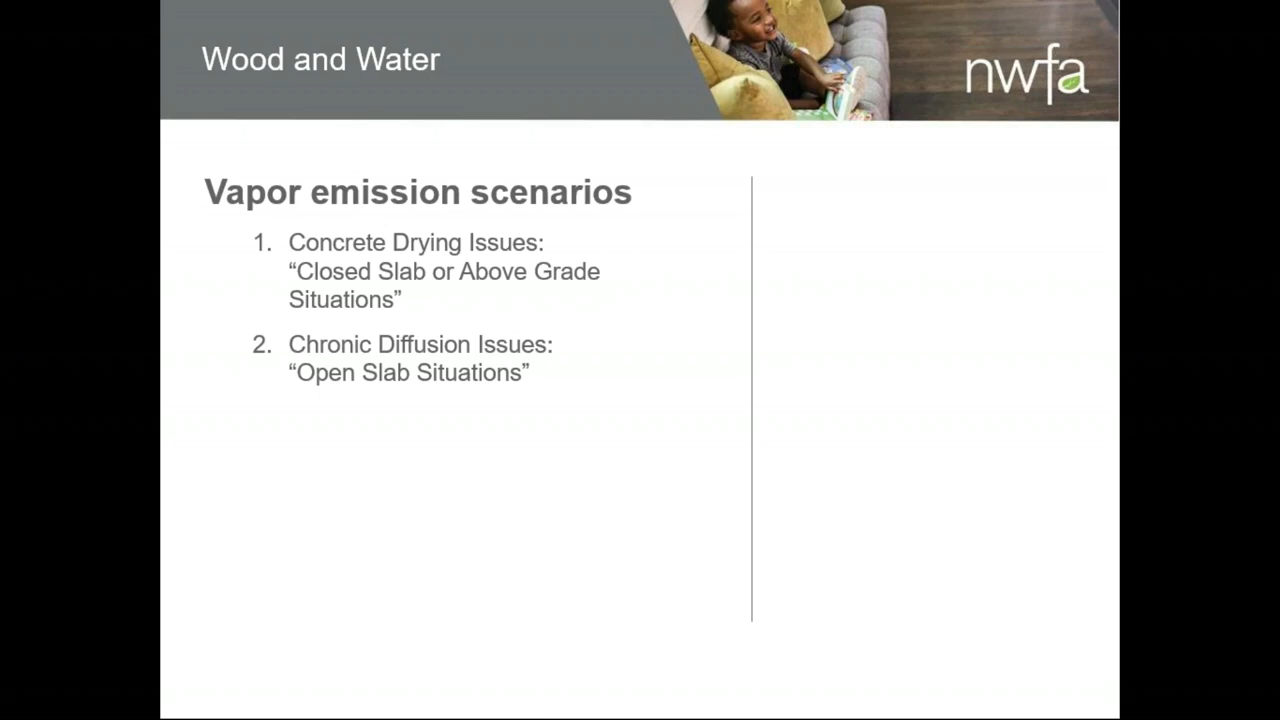 Wood and Water
nwfa
Vapor emission scenarios
1. Concrete Drying Issues:
“Closed Slab or Above Grade
Situations”
2. Chronic Diffusion Issues:
“Open Slab Situations”